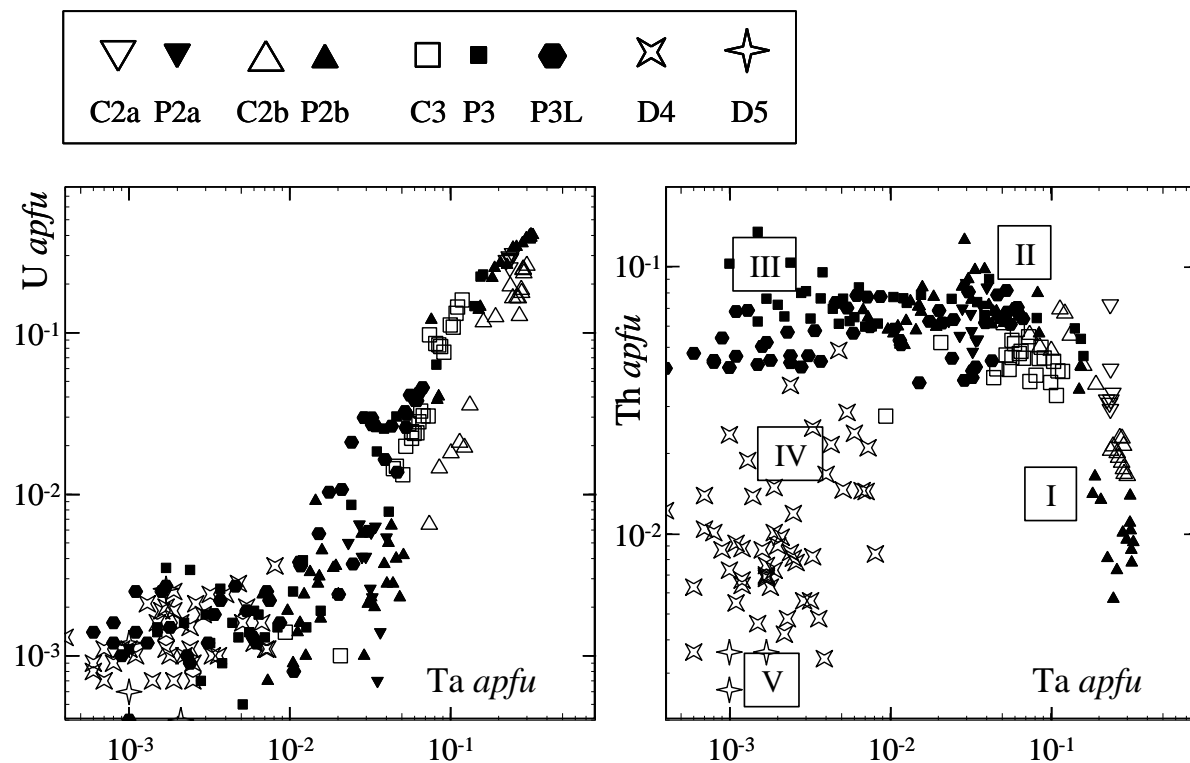 C2a P2a C2b P2b C3 P3 P3L D4 D5
U apfu
10-1
10-2
10-3
Ta apfu
10-3 10-2 10-1
Th apfu
10-1
10-2
III
II
IV
I
V
Ta apfu
10-3 10-2 10-1